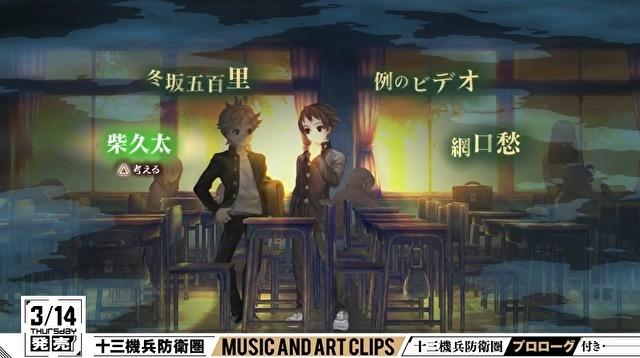 冬坂五百里
例のビデオ
柴久太
△考える
網口愁
3/14
THURSDAY
発売
十三機兵防衛圏
MUSIC AND ART CLIPS
十三機兵防衛圏
プロローグ付き